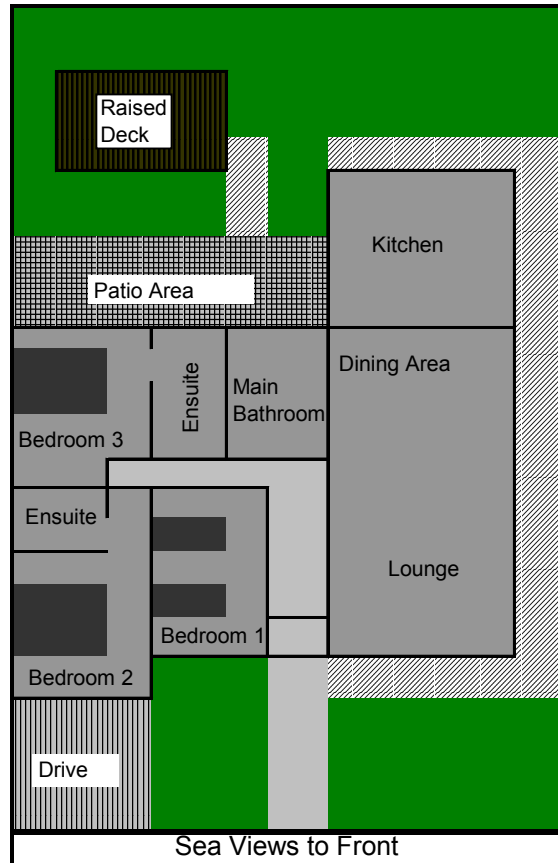 Raised
Deck
Kitchen
Patio Area
Dining Area
Ensuite
Main
Bathroom
Bedroom 3
Ensuite
Lounge
Bedroom 1
Bedroom 2
Drive
Sea Views to Front